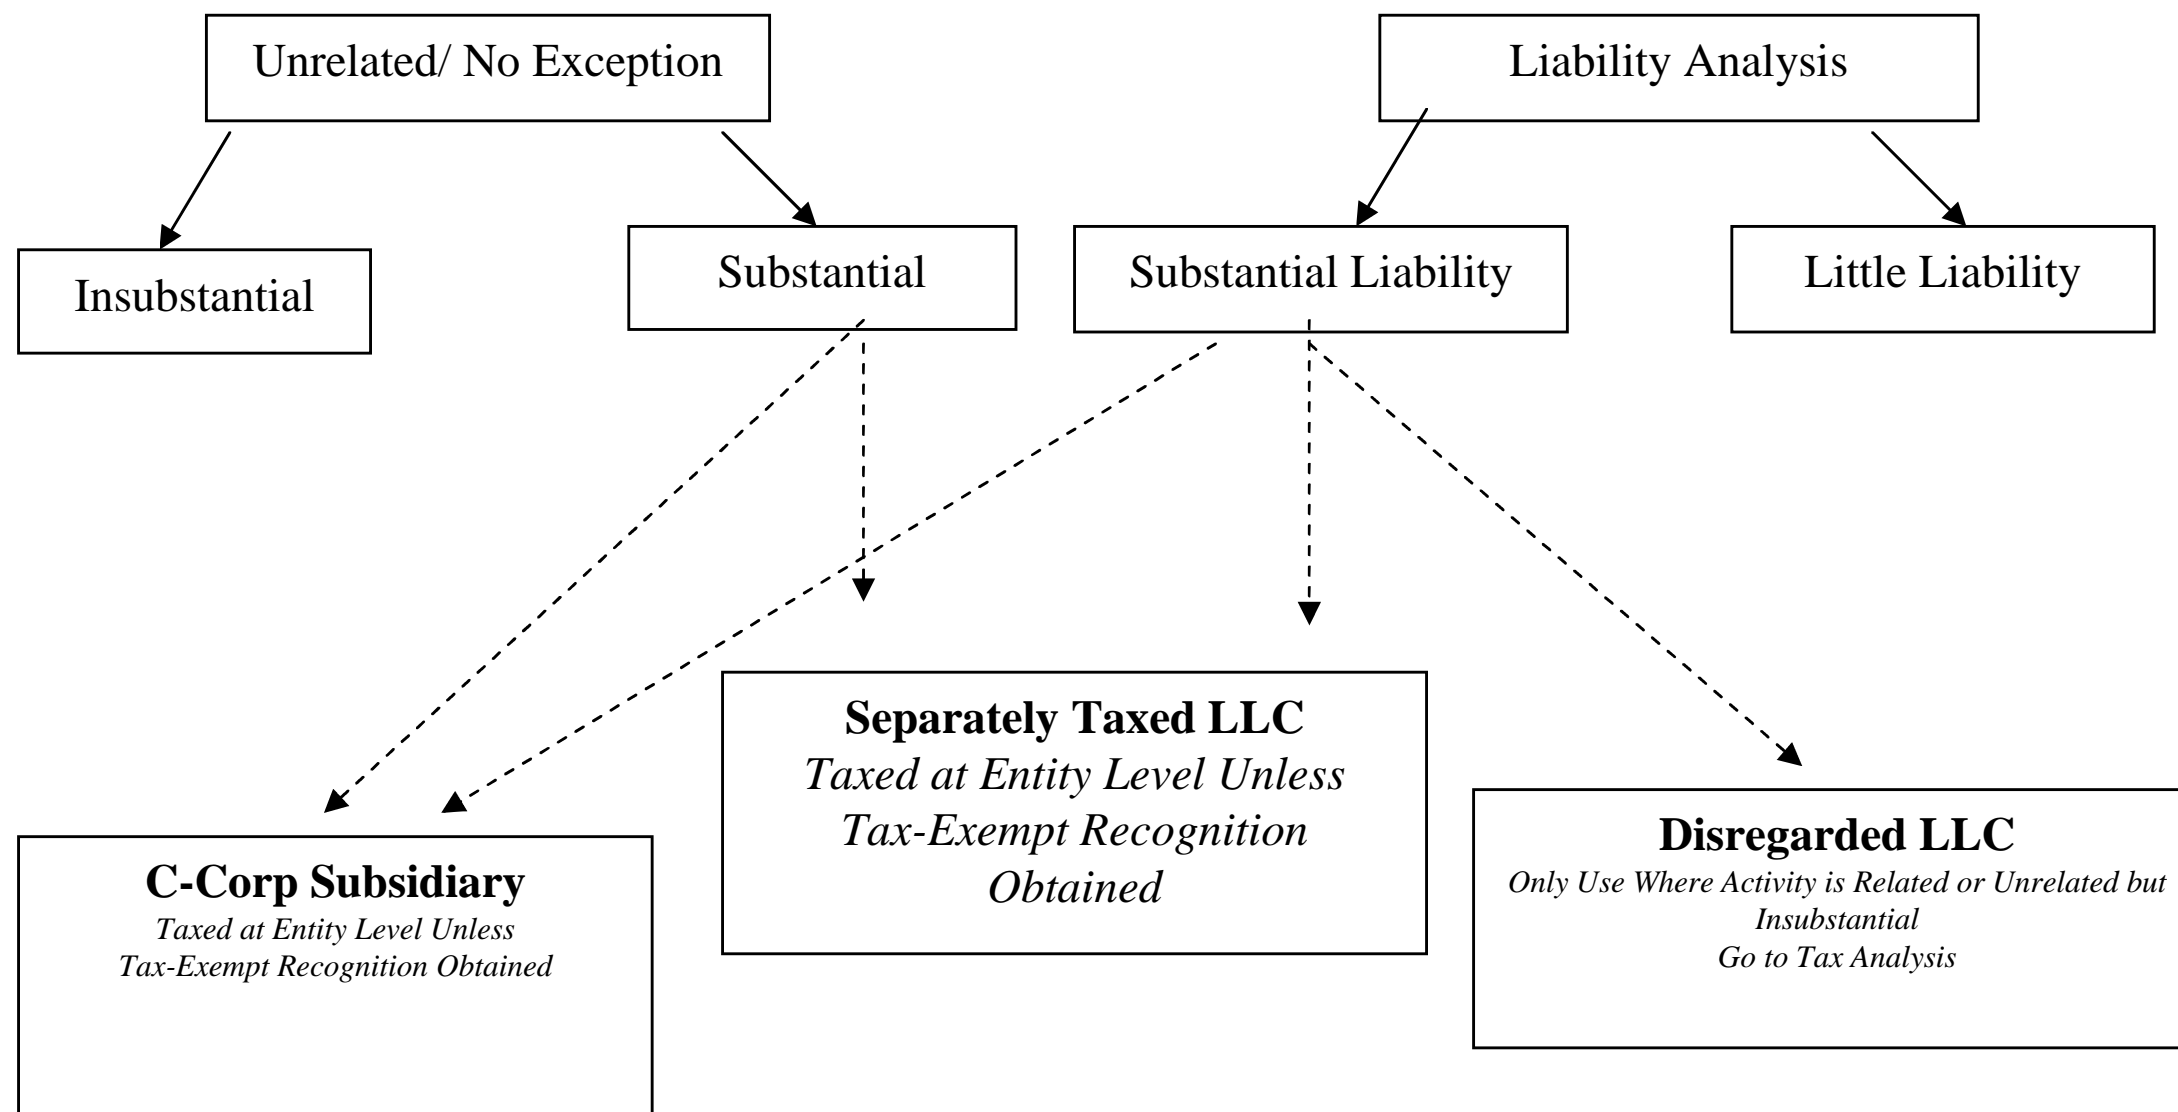 Unrelated/ No Exception
Liability Analysis
Insubstantial
Substantial
Substantial Liability
Little Liability
Separately Taxed LLC
Taxed at Entity Level Unless
Tax-Exempt Recognition
Obtained
C-Corp Subsidiary
Taxed at Entity Level Unless
Tax-Exempt Recognition Obtained
Disregarded LLC
Only Use Where Activity is Related or Unrelated but
Insubstantial
Go to Tax Analysis